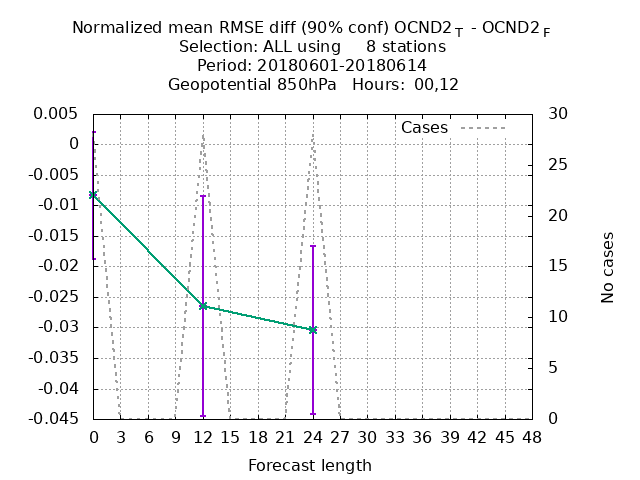 Normalized mean RMSE diff (90% conf) OCND2 T - OCND2 F
Selection: ALL using 8 stations
Period: 20180601-20180614
Geopotential 850hPa Hours: 00,12
Cases
0.005
0
-0.005
-0.01
-0.015
-0.02
-0.025
-0.03
-0.035
-0.04
-0.045
30
25
20
15
10
5
0
No cases
0 3 6 9 12 15 18 21 24 27 30 33 36 39 42 45 48
Forecast length